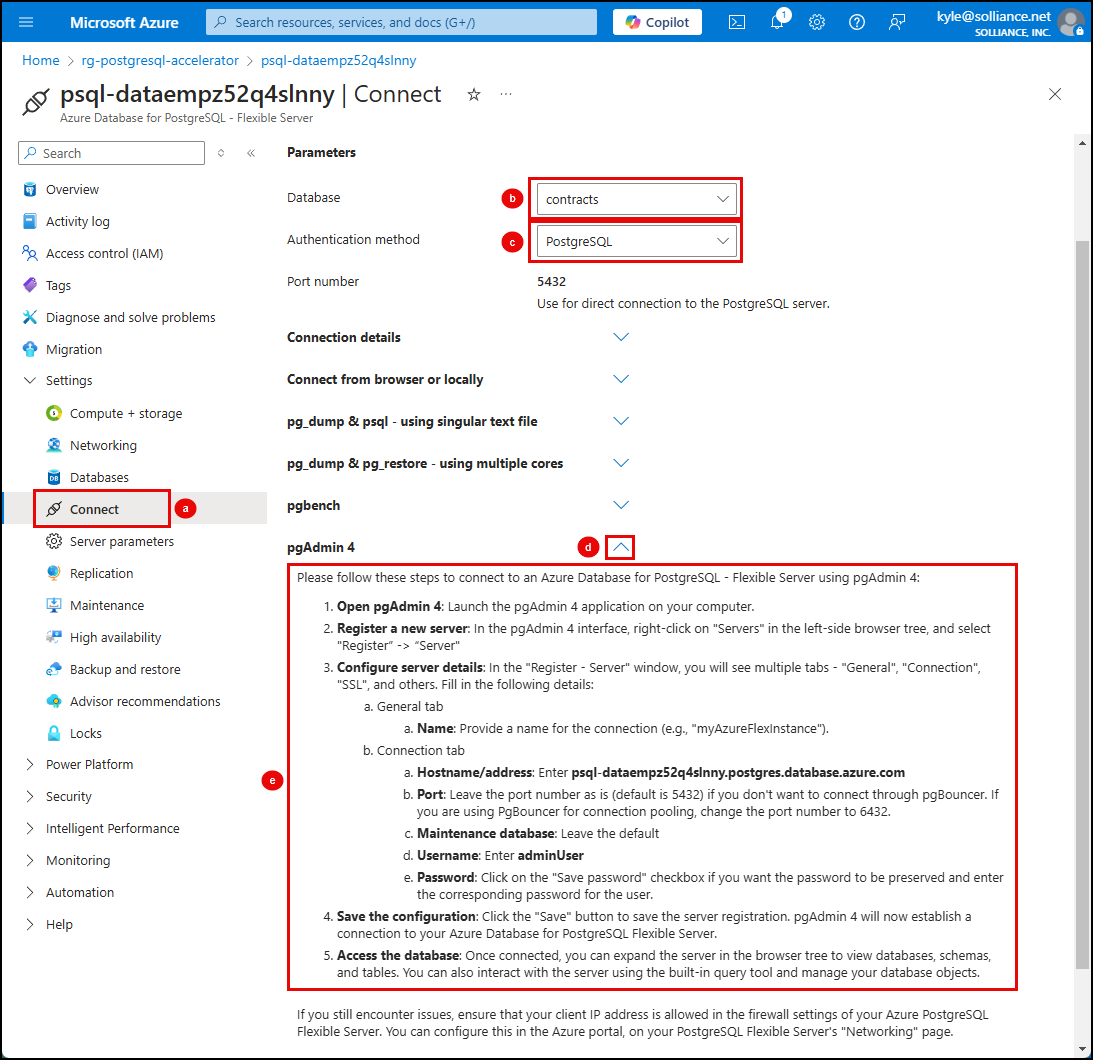 Microsoft Azure
Search resources, services, and docs (G+/)
Copilot
1
kyle@solliance.net
SOLLIANCE, INC.
Home > rg-postgresql-accelerator > psql-dataempz52q4slnny
psql-dataempz52q4slnny | Connect
Azure Database for PostgreSQL - Flexible Server
Search
Overview
Activity log
Access control (IAM)
Tags
Diagnose and solve problems
Migration
Settings
Compute + storage
Networking
Databases
Connect
a
Server parameters
Replication
Maintenance
High availability
Backup and restore
Advisor recommendations
Locks
Power Platform
Security
Intelligent Performance
Monitoring
Automation
Help
Parameters
Database
b
contracts
Authentication method
c
PostgreSQL
Port number
5432
Use for direct connection to the PostgreSQL server.
Connection details
Connect from browser or locally
pg_dump & psql - using singular text file
pg_dump & pg_restore - using multiple cores
pgbench
pgAdmin 4
d
e
Please follow these steps to connect to an Azure Database for PostgreSQL - Flexible Server using pgAdmin 4:
1. Open pgAdmin 4: Launch the pgAdmin 4 application on your computer.
2. Register a new server: In the pgAdmin 4 interface, right-click on "Servers" in the left-side browser tree, and select
"Register” -> “Server"
3. Configure server details: In the "Register - Server" window, you will see multiple tabs - "General", "Connection",
"SSL", and others. Fill in the following details:
a. General tab
a. Name: Provide a name for the connection (e.g., "myAzureFlexInstance").
b. Connection tab
a. Hostname/address: Enter psql-dataempz52q4slnny.postgres.database.azure.com
b. Port: Leave the port number as is (default is 5432) if you don't want to connect through pgBouncer. If
you are using PgBouncer for connection pooling, change the port number to 6432.
c. Maintenance database: Leave the default
d. Username: Enter adminUser
e. Password: Click on the "Save password" checkbox if you want the password to be preserved and enter
the corresponding password for the user.
4. Save the configuration: Click the "Save" button to save the server registration. pgAdmin 4 will now establish a
connection to your Azure Database for PostgreSQL Flexible Server.
5. Access the database: Once connected, you can expand the server in the browser tree to view databases, schemas,
and tables. You can also interact with the server using the built-in query tool and manage your database objects.
If you still encounter issues, ensure that your client IP address is allowed in the firewall settings of your Azure PostgreSQL
Flexible Server. You can configure this in the Azure portal, on your PostgreSQL Flexible Server's "Networking" page.